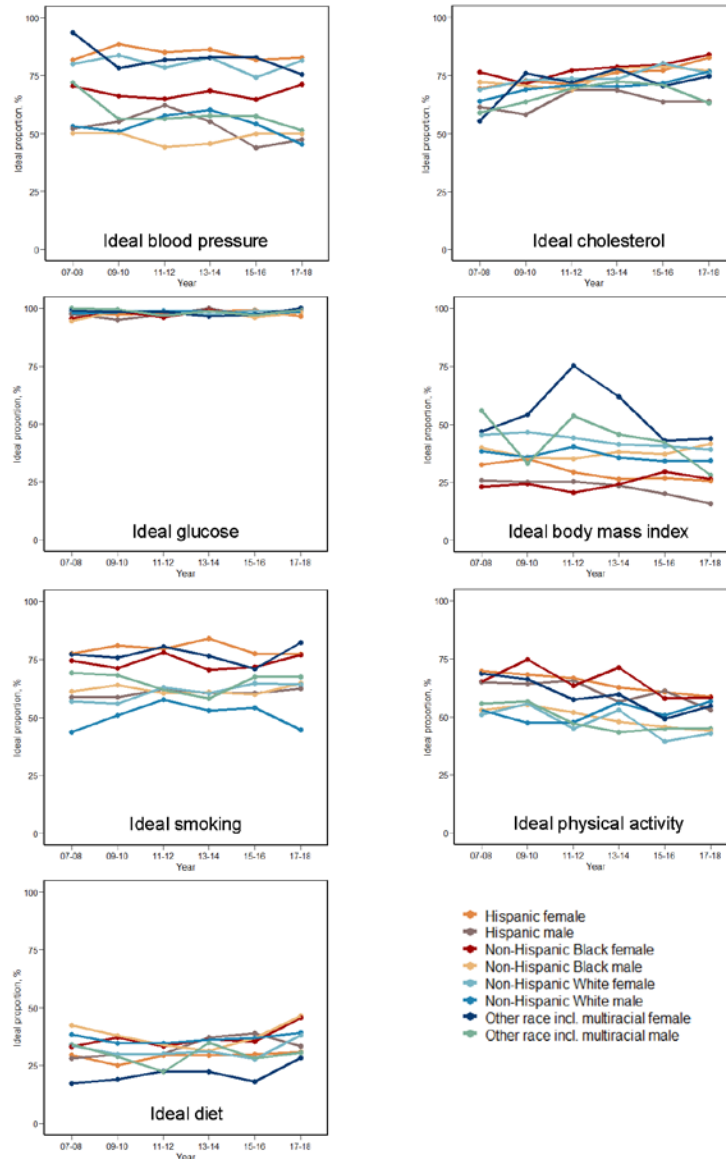 100
75
50
25
0
Ideal proportion, %
Ideal blood pressure
07-08 09-10 11-12 13-14 15-16 17-18
Year
100
75
50
25
0
Ideal proportion, %
Ideal cholesterol
07-08 09-10 11-12 13-14 15-16 17-18
Year
100
75
50
25
0
Ideal proportion, %
Ideal glucose
07-08 09-10 11-12 13-14 15-16 17-18
Year
100
75
50
25
0
Ideal proportion, %
Ideal body mass index
07-08 09-10 11-12 13-14 15-16 17-18
Year
100
75
50
25
0
Ideal proportion, %
Ideal smoking
07-08 09-10 11-12 13-14 15-16 17-18
Year
100
75
50
25
0
Ideal proportion, %
Ideal physical activity
07-08 09-10 11-12 13-14 15-16 17-18
Year
100
75
50
25
0
Ideal proportion, %
Ideal diet
07-08 09-10 11-12 13-14 15-16 17-18
Year
Hispanic female
Hispanic male
Non-Hispanic Black female
Non-Hispanic Black male
Non-Hispanic White female
Non-Hispanic White male
Other race incl. multiracial female
Other race incl. multiracial male